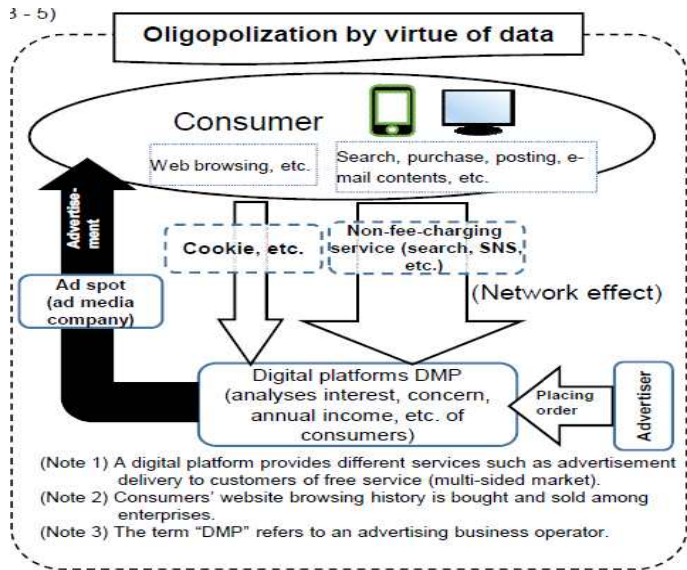 3 - 5)
Oligopolization by virtue of data
Consumer
Web browsing, etc.
Search, purchase, posting, e-
mail contents, etc.
Advertise-
ment
Cookie, etc.
Non-fee-charging
service (search, SNS,
etc.)
Ad spot
(ad media
company)
(Network effect)
Digital platforms DMP
(analyses interest, concern,
annual income, etc. of
consumers)
Placing
order
Advertiser
(Note 1) A digital platform provides different services such as advertisement
delivery to customers of free service (multi-sided market).
(Note 2) Consumers' website browsing history is bought and sold among
enterprises.
(Note 3) The term "DMP" refers to an advertising business operator.